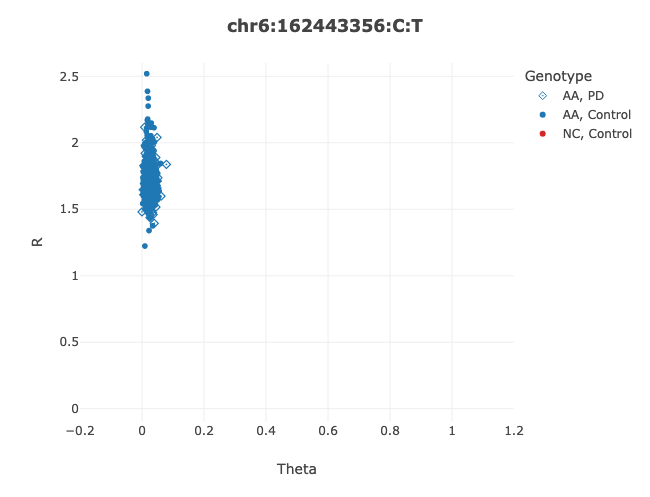 chr6:162443356:C:T
Genotype
AA, PD
AA, Control
NC, Control
2.5
2
1.5
1
0.5
0
R
−0.2 0 0.2 0.4 0.6 0.8 1 1.2
Theta